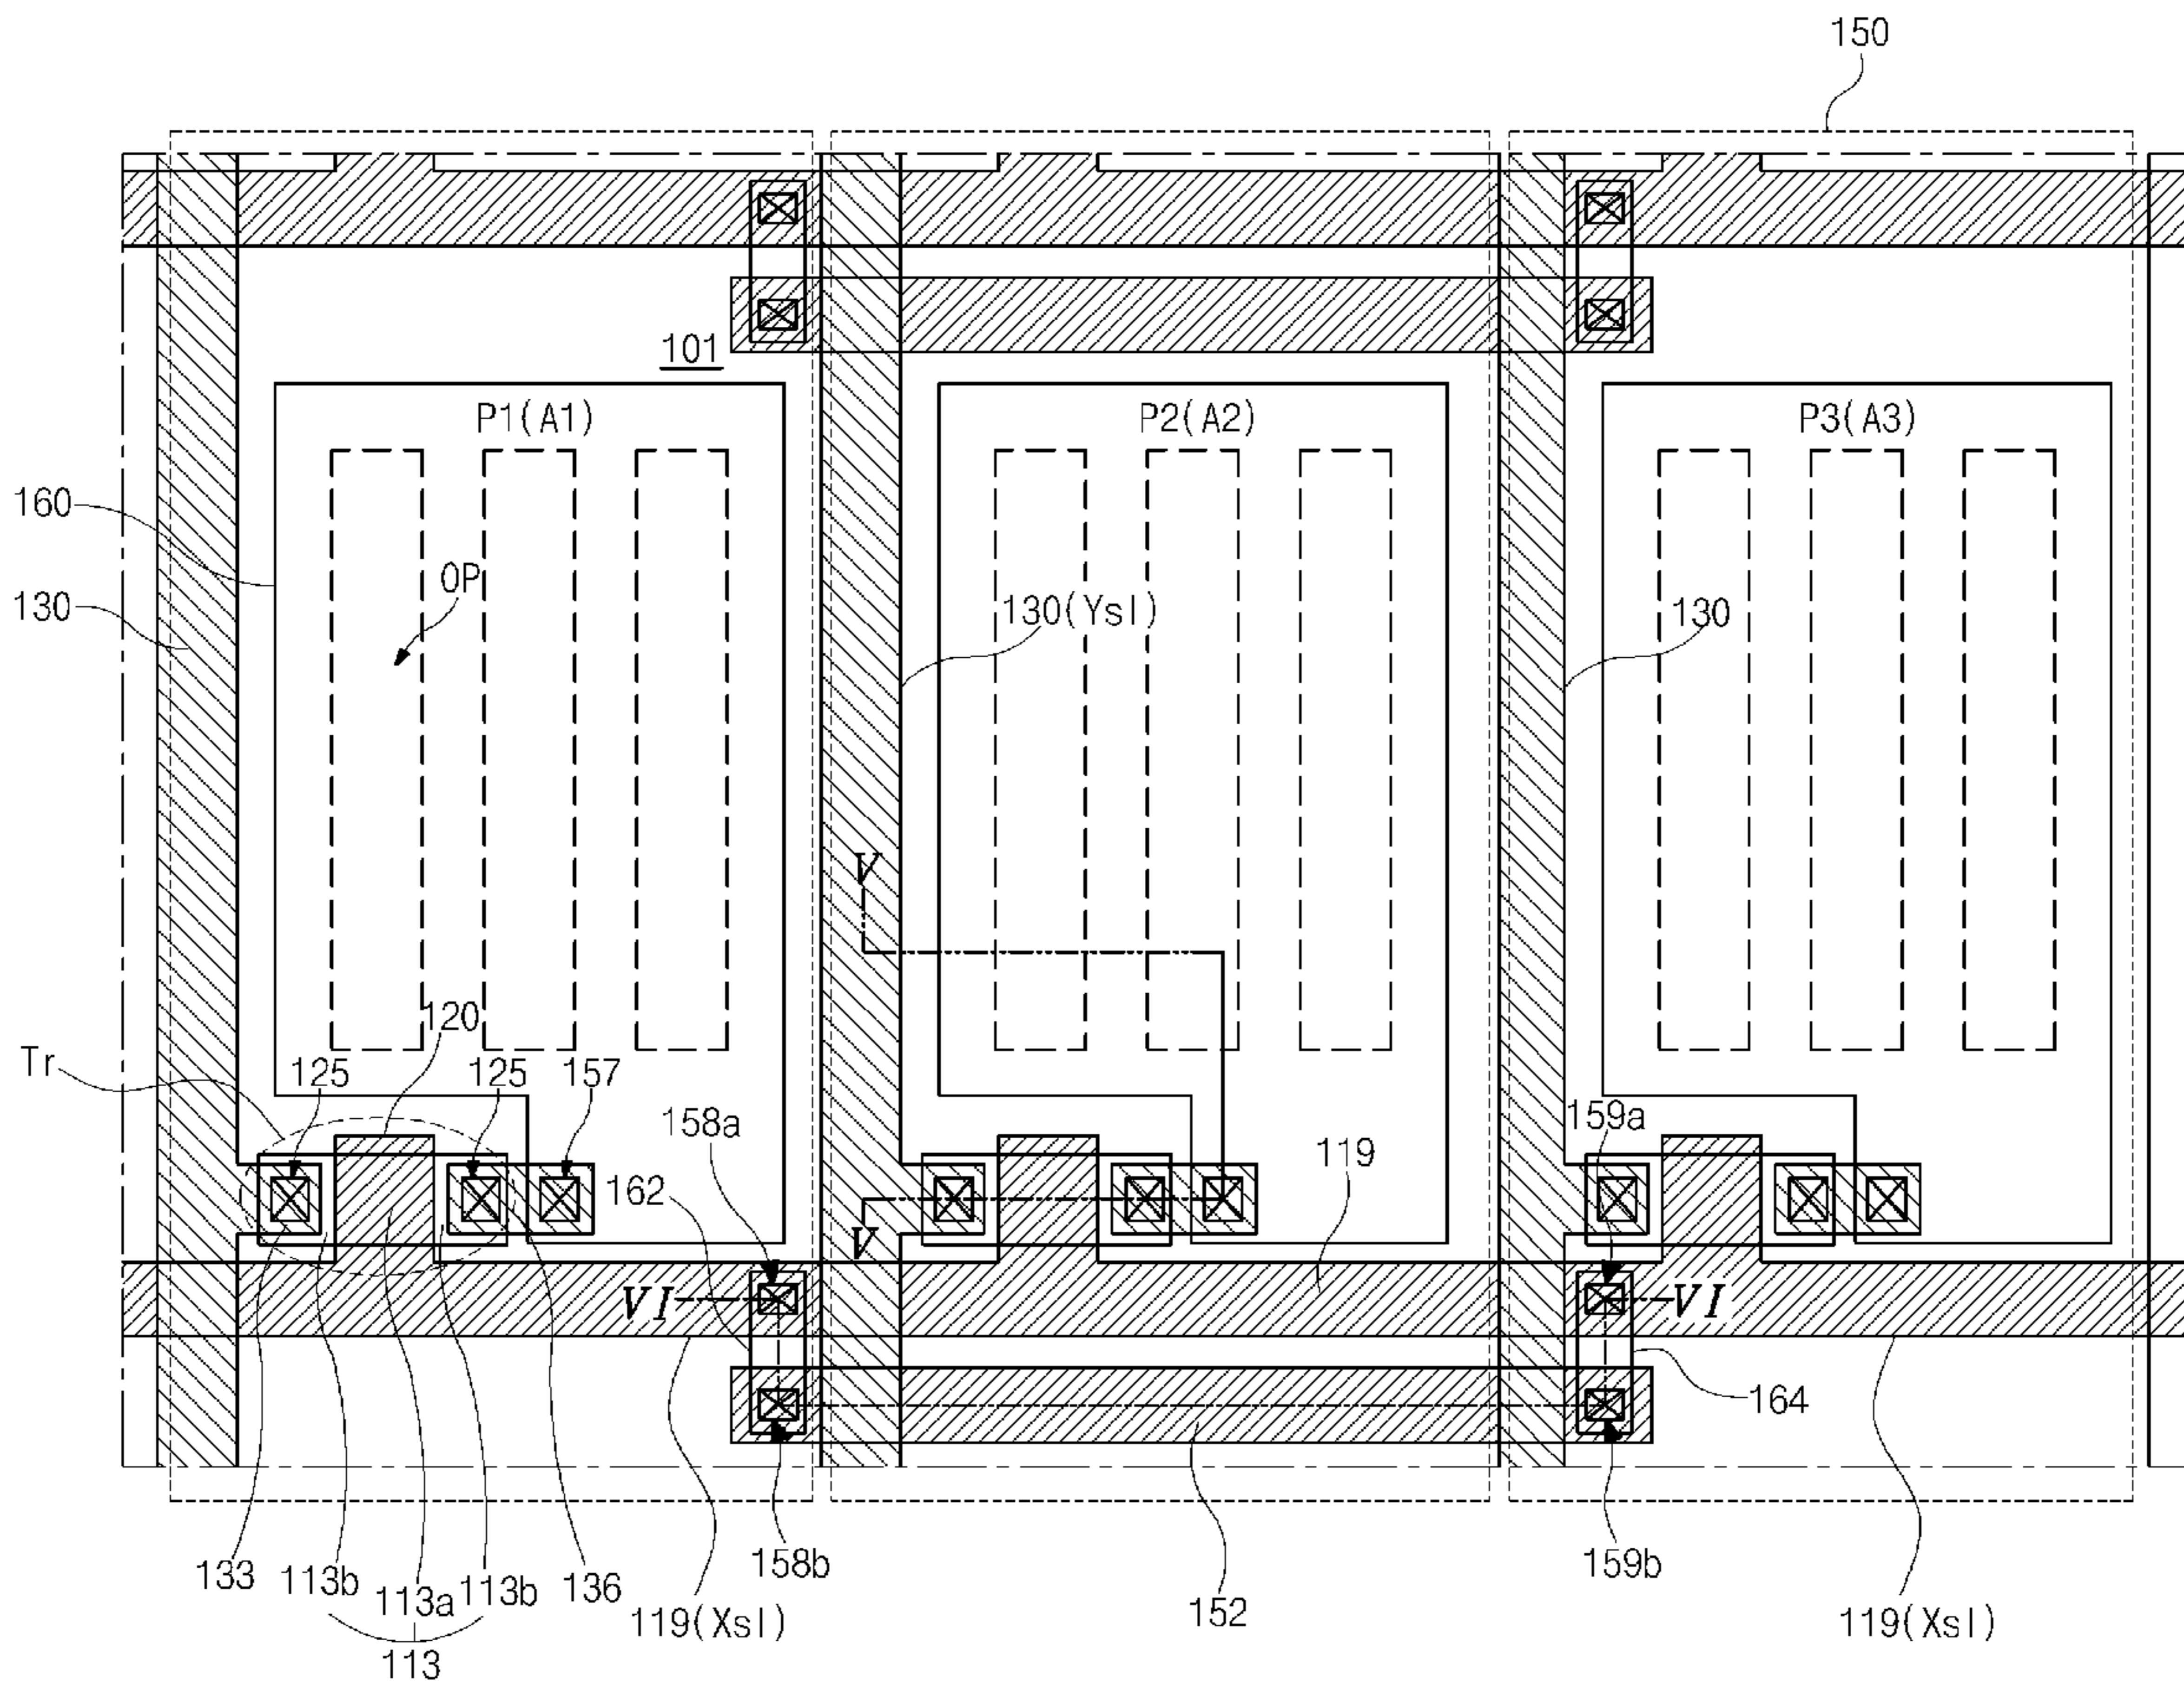 150
101
P1(A1)
P2(A2)
P3(A3)
160
OP
130
130(Ysl)
130
V
120
Tr
125
125
157
158a
159a
119
162
V
VI
VI
164
133
113b
113a
113b
136
158b
159b
152
119(Xsl)
119(Xsl)
113